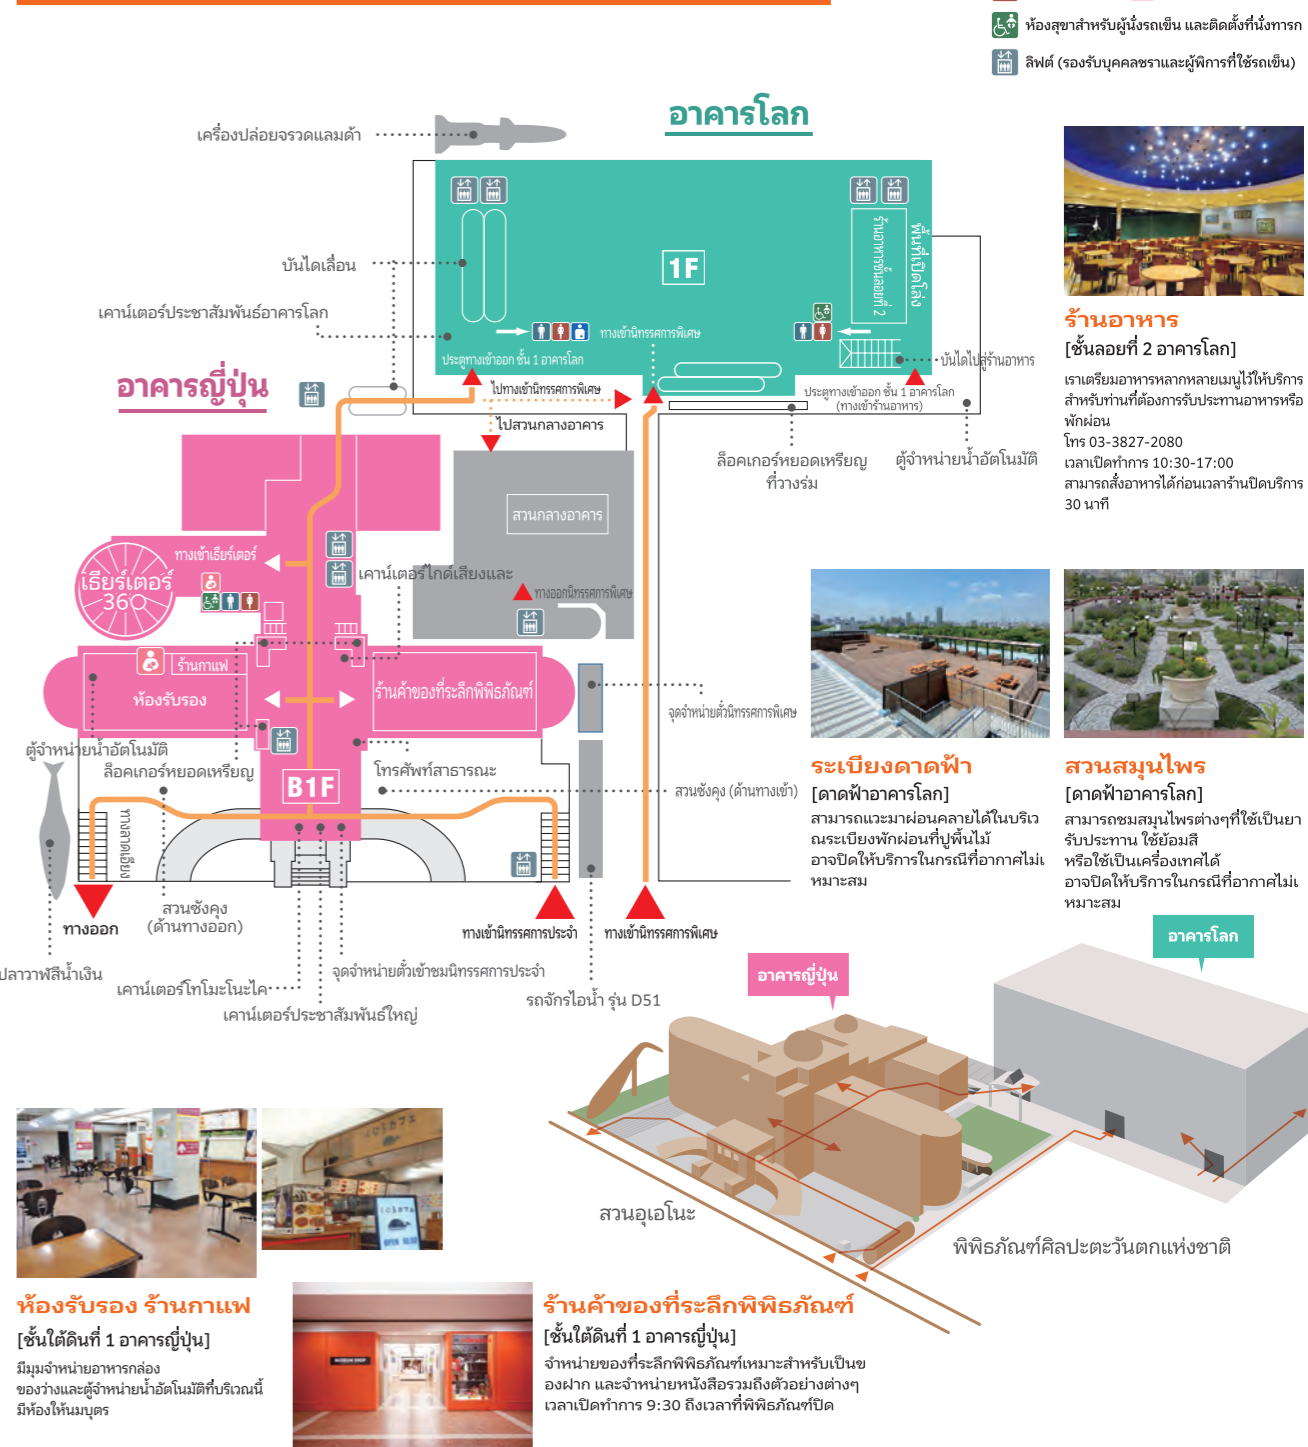 ห้องสุขาสำหรับผู้นั่งรถเข็น และติดตั้งที่นั่งทารก
ลิฟต์ (รองรับบุคคลชราและผู้พิการที่ใช้รถเข็น)
อาคารโลก
เครื่องปล่อยจรวดแลมด้า
บันไดเลื่อน
1F
ร้านอาหารชั้นลอยที่ 2
พื้นที่เปิดโล่ง
เคาน์เตอร์ประชาสัมพันธ์อาคารโลก
ทางเข้านิทรรศการพิเศษ
ประตูทางเข้าออก ชั้น 1 อาคารโลก
บันไดไปสู่ร้านอาหาร
อาคารญี่ปุ่น
ไปทางเข้านิทรรศการพิเศษ
ประตูทางเข้าออก ชั้น 1 อาคารโลก
(ทางเข้าร้านอาหาร)
ไปสวนกลางอาคาร
ล็อคเกอร์หยอดเหรียญ
ที่วางร่ม
ตู้จำหน่ายน้ำอัตโนมัติ
ร้านอาหาร
[ชั้นลอยที่ 2 อาคารโลก]
เราเตรียมอาหารหลากหลายเมนูไว้ให้บริการ
สำหรับท่านที่ต้องการรับประทานอาหารหรือ
พักผ่อน
โทร 03-3827-2080
เวลาเปิดทำการ 10:30-17:00
สามารถสั่งอาหารได้ก่อนเวลาร้านปิดบริการ
30 นาที
สวนกลางอาคาร
ทางเข้าเธียร์เตอร์
เธียร์เตอร์
36O
เคาน์เตอร์ไกด์เสียงและ
ทางออกนิทรรศการพิเศษ
ร้านกาแฟ
ห้องรับรอง
ร้านค้าของที่ระลึกพิพิธภัณฑ์
จุดจำหน่ายตั๋วนิทรรศการพิเศษ
ตู้จำหน่ายน้ำอัตโนมัติ
ล็อคเกอร์หยอดเหรียญ
โทรศัพท์สาธารณะ
B1F
สวนซังคุง (ด้านทางเข้า)
ทางลาดเอียง
สวนซังคุง
(ด้านทางออก)
ทางออก
ทางเข้านิทรรศการประจำ
ทางเข้านิทรรศการพิเศษ
ปลาวาฬสีน้ำเงิน
เคาน์เตอร์โทโมะโนะไค
จุดจำหน่ายตั๋วเข้าชมนิทรรศการประจำ
เคาน์เตอร์ประชาสัมพันธ์ใหญ่
รถจักรไอน้ำ รุ่น D51
ระเบียงดาดฟ้า
[ดาดฟ้าอาคารโลก]
สามารถแวะมาผ่อนคลายได้ในบริเว
ณระเบียงพักผ่อนที่ปูพื้นไม้
อาจปิดให้บริการในกรณีที่อากาศไม่เ
หมาะสม
สวนสมุนไพร
[ดาดฟ้าอาคารโลก]
สามารถชมสมุนไพรต่างๆที่ใช้เป็นยา
รับประทาน ใช้ย้อมสี
หรือใช้เป็นเครื่องเทศได้
อาจปิดให้บริการในกรณีที่อากาศไม่เ
หมาะสม
อาคารโลก
อาคารญี่ปุ่น
สวนอุเอโนะ
พิพิธภัณฑ์ศิลปะตะวันตกแห่งชาติ
ห้องรับรอง ร้านกาแฟ
[ชั้นใต้ดินที่ 1 อาคารญี่ปุ่น]
มีมุมจำหน่ายอาหารกล่อง
ของว่างและตู้จำหน่ายน้ำอัตโนมัติที่บริเวณนี้
มีห้องให้นมบุตร
MUSEUM SHOP
ร้านค้าของที่ระลึกพิพิธภัณฑ์
[ชั้นใต้ดินที่ 1 อาคารญี่ปุ่น]
จำหน่ายของที่ระลึกพิพิธภัณฑ์เหมาะสำหรับเป็นข
องฝาก และจำหน่ายหนังสือรวมถึงตัวอย่างต่างๆ
เวลาเปิดทำการ 9:30 ถึงเวลาที่พิพิธภัณฑ์ปิด